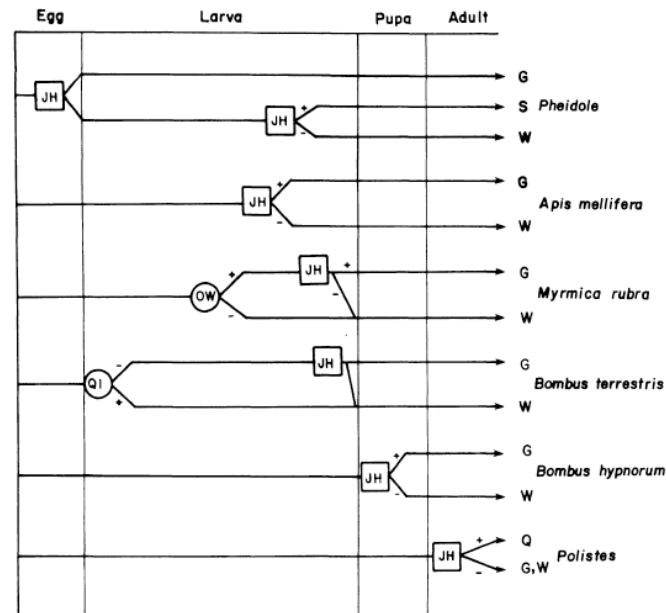 Egg Larva Pupa Adult
G
JH
+ S Pheidole
JH
- W
+ G
JH Apis mellifera
- W
+ JH + G
OW - Myrmica rubra
- W
- JH G
QI Bombus terrestris
+ W
+ G
JH Bombus hypnorum
- W
+ Q
JH Polistes
- G,W